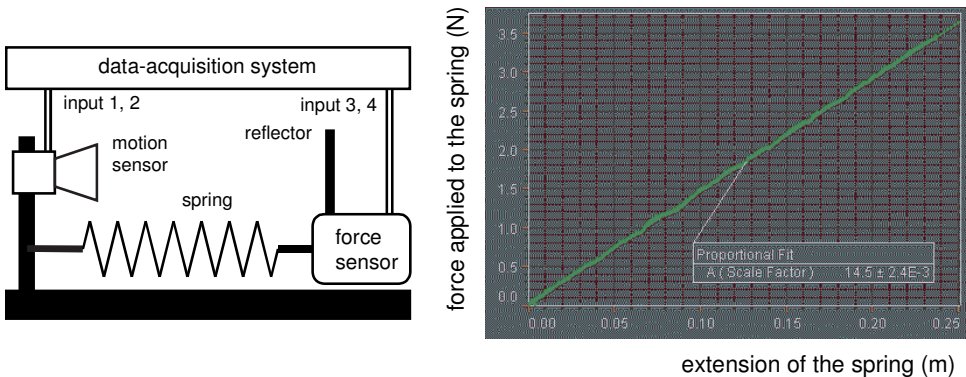 data-acquisition system
input 1, 2
input 3, 4
reflector
motion
sensor
spring
force
sensor
force applied to the spring (N)
3.5
3.0
2.5
2.0
1.5
1.0
0.5
0.0
Proportional Fit
A ( Scale Factor ) 14.5 ± 2.4E-3
0.00 0.05 0.10 0.15 0.20 0.25
extension of the spring (m)